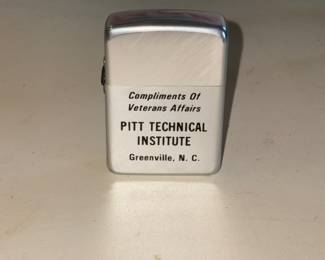 Compliments Of
Veterans Affairs
PITT TECHNICAL
INSTITUTE
Greenville, N. C.